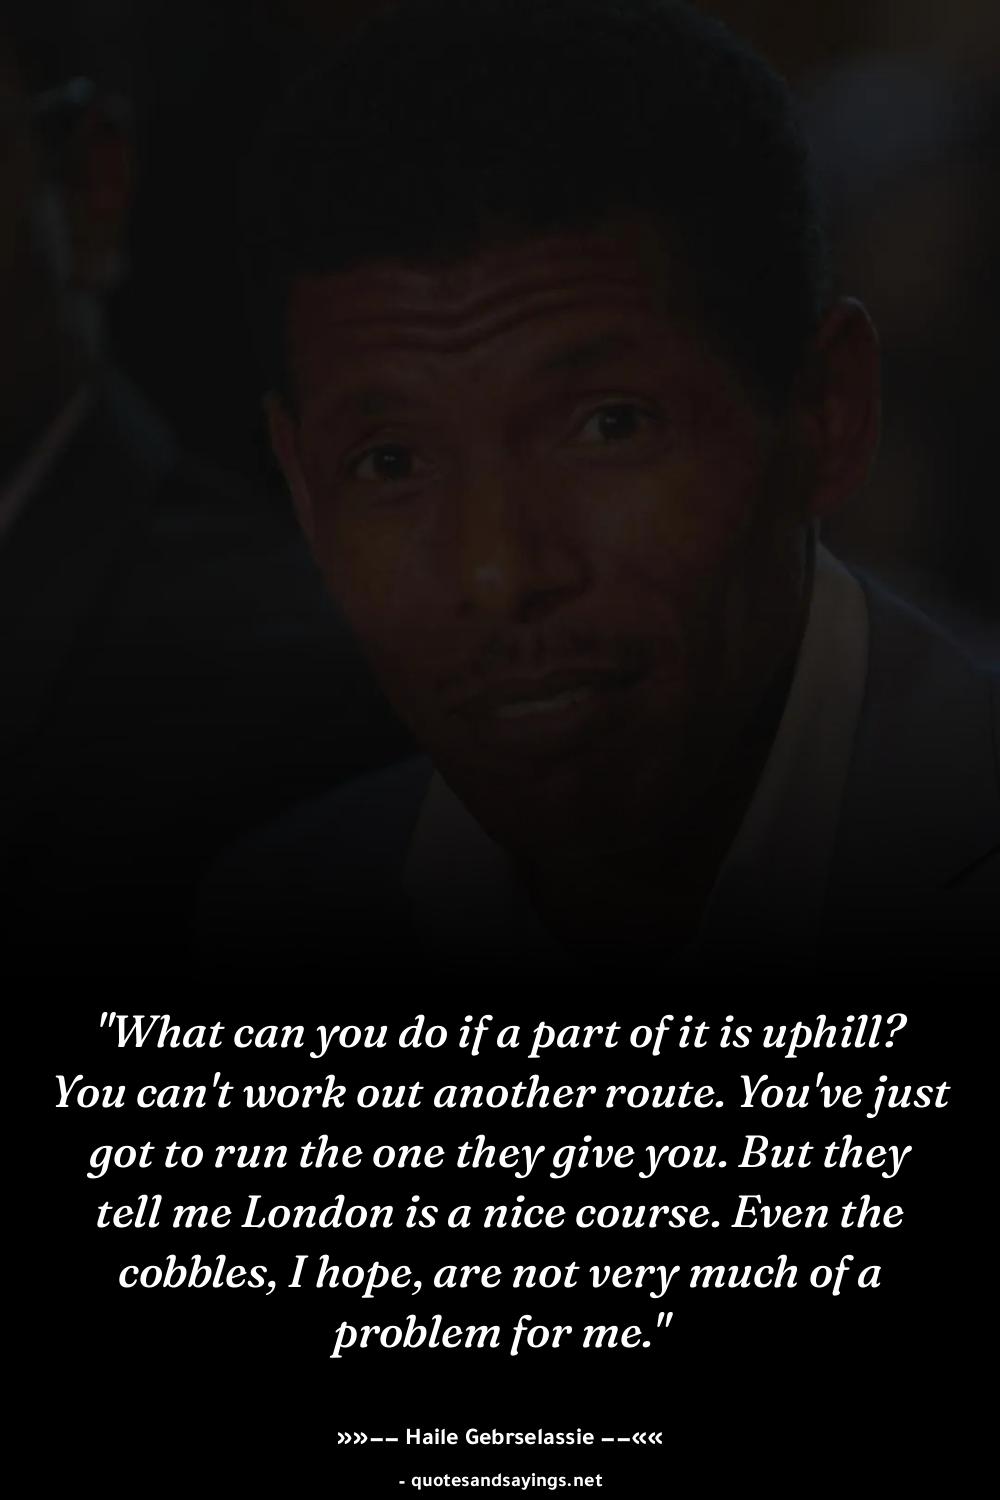 "What can you do if a part of it is uphill?
You can't work out another route. You've just
got to run the one they give you. But they
tell me London is a nice course. Even the
cobbles, I hope, are not very much of a
problem for me."
»»−− Haile Gebrselassie −−««
- quotesandsayings.net